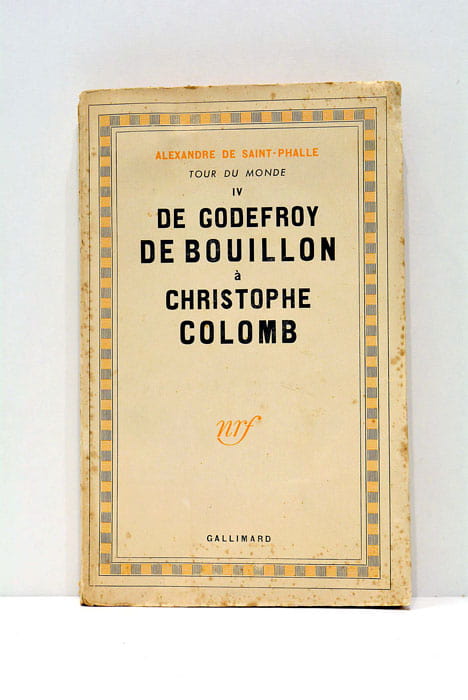 ALEXANDRE DE SAINT-PHALLE
TOUR DU MONDE
IV
DE GODEFROY
DE BOUILLON
à
CHRISTOPHE
COLOMB
nrf
GALLIMARD